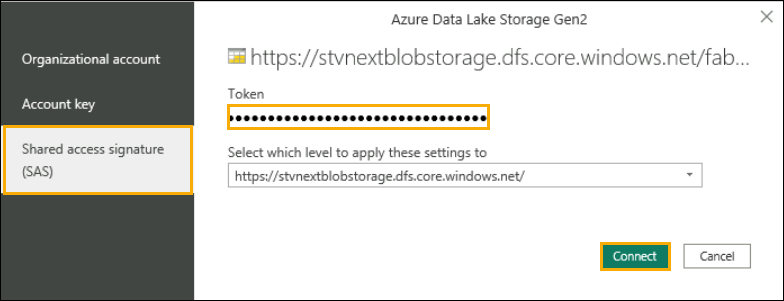 Azure Data Lake Storage Gen2
Organizational account
Account key
Shared access signature
(SAS)
https://stvnextblobstorage.dfs.core.windows.net/fab...
Token
Select which level to apply these settings to
https://stvnextblobstorage.dfs.core.windows.net/
Connect
Cancel